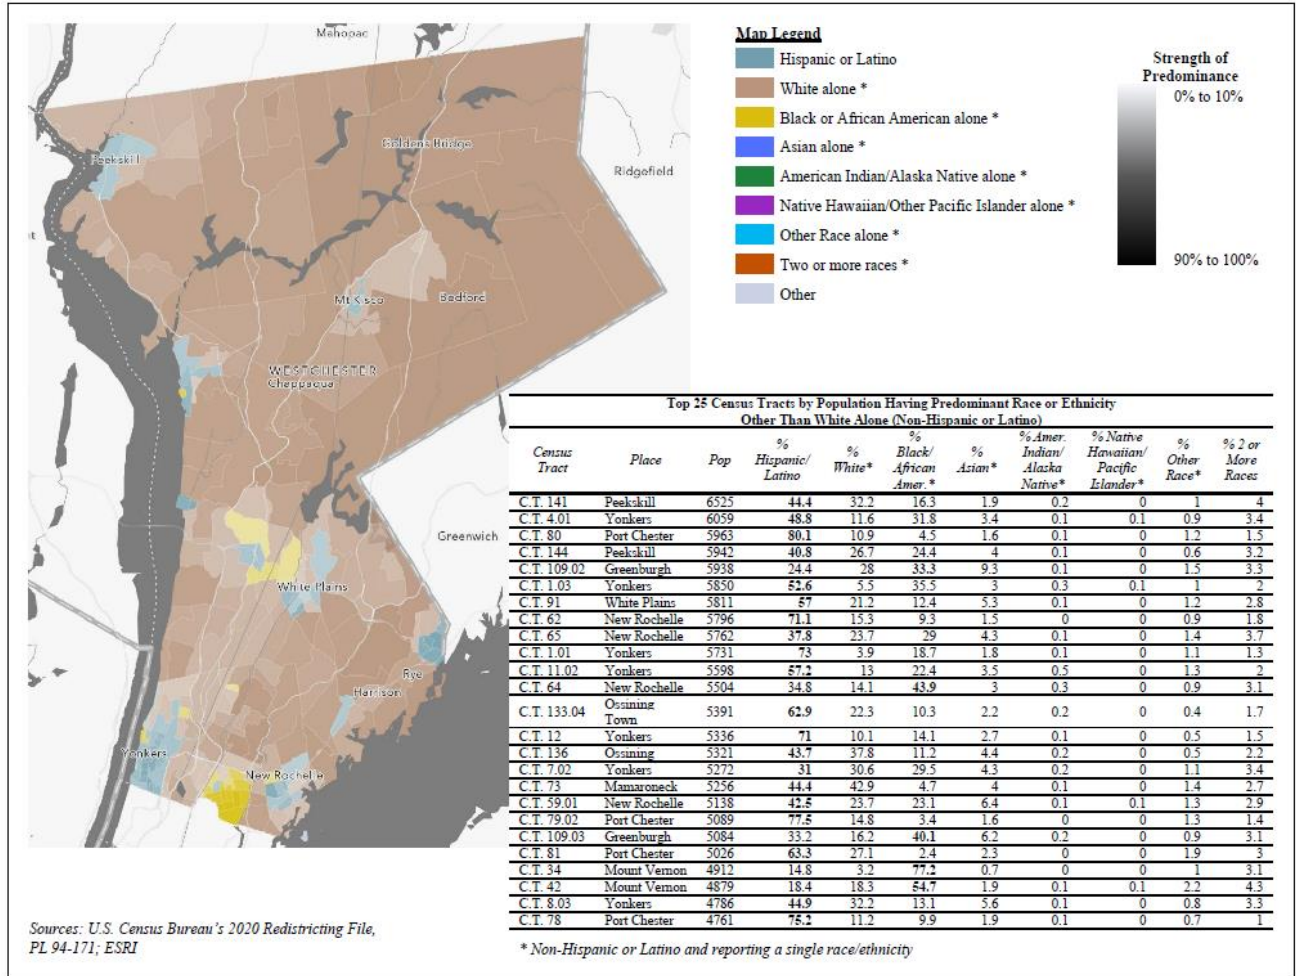 Mahopac
Peekskill
Goldens Bridge
Ridgefield
Mt Kisco
Bedford
WESTCHESTER
Chappaqua
Greenwich
White Plains
Rye
Harrison
Yonkers
New Rochelle
Map Legend
Hispanic or Latino
White alone *
Black or African American alone *
Asian alone *
American Indian/Alaska Native alone *
Native Hawaiian/Other Pacific Islander alone *
Other Race alone *
Two or more races *
Other
Strength of
Predominance
0% to 10%
90% to 100%
Top 25 Census Tracts by Population Having Predominant Race or Ethnicity
Other Than White Alone (Non-Hispanic or Latino)
Census Tract Place Pop % Hispanic/ Latino % White* % Black/ African Amer. * % Asian* % Amer. Indian/ Alaska Native* % Native Hawaiian/ Pacific Islander* % Other Race* % 2 or More Races
C.T. 141 Peekskill 6525 44.4 32.2 16.3 1.9 0.2 0 1 4
C.T. 4.01 Yonkers 6059 48.8 11.6 31.8 3.4 0.1 0.1 0.9 3.4
C.T. 80 Port Chester 5963 80.1 10.9 4.5 1.6 0.1 0 1.2 1.5
C.T. 144 Peekskill 5942 40.8 26.7 24.4 4 0.1 0 0.6 3.2
C.T. 109.02 Greenburgh 5938 24.4 28 33.3 9.3 0.1 0 1.5 3.3
C.T. 1.03 Yonkers 5850 52.6 5.5 35.5 3 0.3 0.1 1 2
C.T. 91 White Plains 5811 57 21.2 12.4 5.3 0.1 0 1.2 2.8
C.T. 62 New Rochelle 5796 71.1 15.3 9.3 1.5 0 0 0.9 1.8
C.T. 65 New Rochelle 5762 37.8 23.7 29 4.3 0.1 0 1.4 3.7
C.T. 1.01 Yonkers 5731 73 3.9 18.7 1.8 0.1 0 1.1 1.3
C.T. 11.02 Yonkers 5598 57.2 13 22.4 3.5 0.5 0 1.3 2
C.T. 64 New Rochelle 5504 34.8 14.1 43.9 3 0.3 0 0.9 3.1
C.T. 133.04 Ossining Town 5391 62.9 22.3 10.3 2.2 0.2 0 0.4 1.7
C.T. 12 Yonkers 5336 71 10.1 14.1 2.7 0.1 0 0.5 1.5
C.T. 136 Ossining 5321 43.7 37.8 11.2 4.4 0.2 0 0.5 2.2
C.T. 7.02 Yonkers 5272 31 30.6 29.5 4.3 0.2 0 1.1 3.4
C.T. 73 Mamaroneck 5256 44.4 42.9 4.7 4 0.1 0 1.4 2.7
C.T. 59.01 New Rochelle 5138 42.5 23.7 23.1 6.4 0.1 0.1 1.3 2.9
C.T. 79.02 Port Chester 5089 77.5 14.8 3.4 1.6 0 0 1.3 1.4
C.T. 109.03 Greenburgh 5084 33.2 16.2 40.1 6.2 0.2 0 0.9 3.1
C.T. 81 Port Chester 5026 63.3 27.1 2.4 2.3 0 0 1.9 3
C.T. 34 Mount Vernon 4912 14.8 3.2 77.2 0.7 0 0 1 3.1
C.T. 42 Mount Vernon 4879 18.4 18.3 54.7 1.9 0.1 0.1 2.2 4.3
C.T. 8.03 Yonkers 4786 44.9 32.2 13.1 5.6 0.1 0 0.8 3.3
C.T. 78 Port Chester 4761 75.2 11.2 9.9 1.9 0.1 0 0.7 1
* Non-Hispanic or Latino and reporting a single race/ethnicity
Sources: U.S. Census Bureau's 2020 Redistricting File,
PL 94-171; ESRI